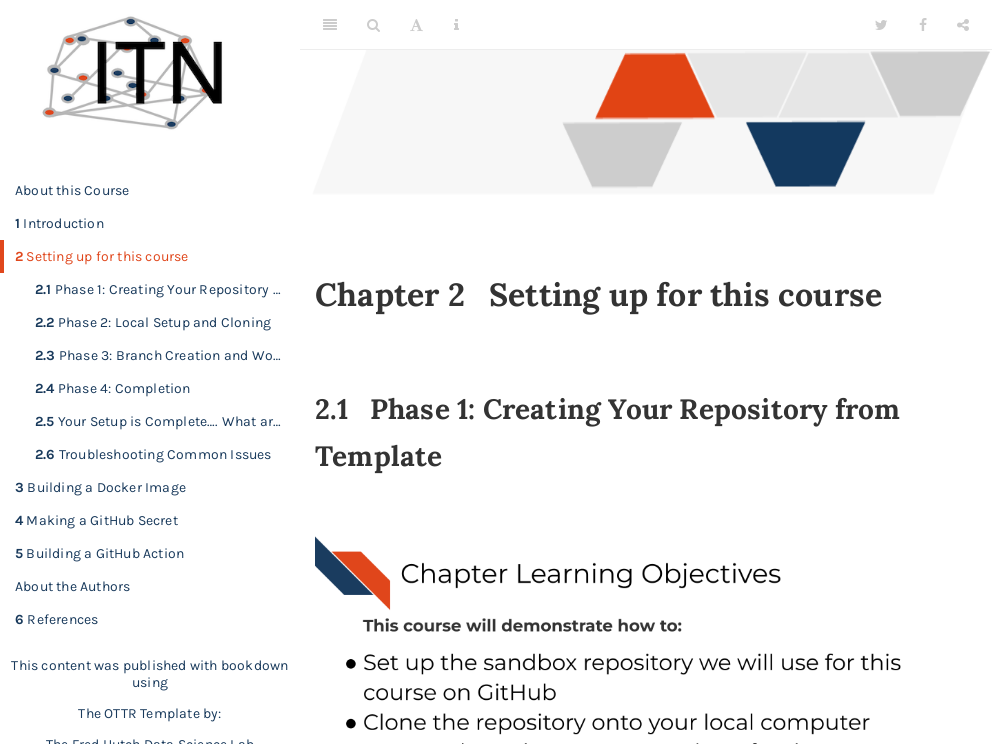 ITN
About this Course
1 Introduction
2 Setting up for this course
2.1 Phase 1: Creating Your Repository ...
2.2 Phase 2: Local Setup and Cloning
2.3 Phase 3: Branch Creation and Wo...
2.4 Phase 4: Completion
2.5 Your Setup is Complete.... What ar...
2.6 Troubleshooting Common Issues
3 Building a Docker Image
4 Making a GitHub Secret
5 Building a GitHub Action
About the Authors
6 References
This content was published with bookdown
using
The OTTR Template by:
The Fred Hutch Data Science Lab
Chapter 2 Setting up for this course
2.1 Phase 1: Creating Your Repository from
Template
Chapter Learning Objectives
This course will demonstrate how to:
● Set up the sandbox repository we will use for this
course on GitHub
● Clone the repository onto your local computer